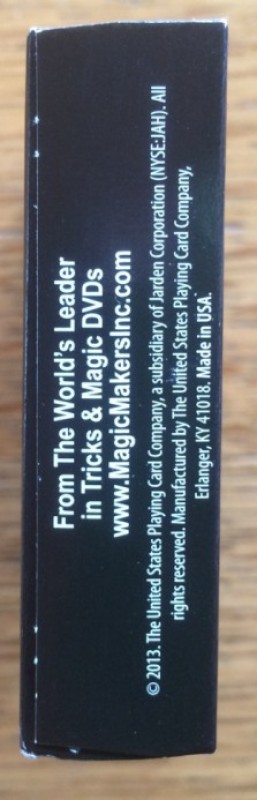 From The World's Leader
in Tricks & Magic DVDs
www.MagicMakersInc.com
© 2013. The United States Playing Card Company, a subsidiary of Jarden Corporation (NYSE:JAH). All
rights reserved. Manufactured by The United States Playing Card Company,
Erlanger, KY 41018. Made in USA.